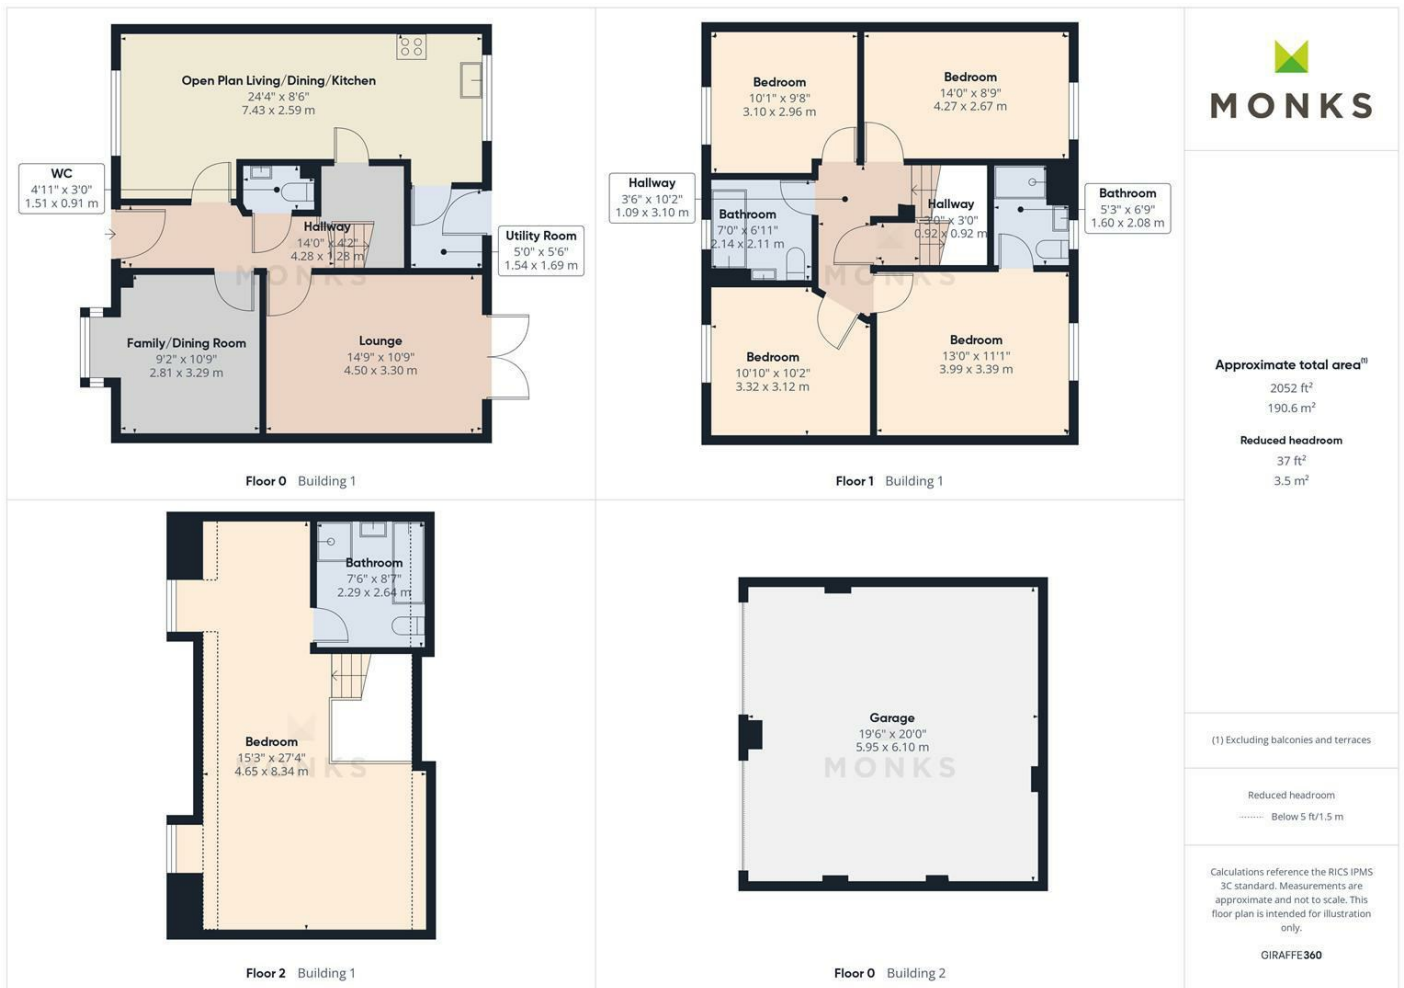 Open Plan Living/Dining/Kitchen
24'4" x 8'6"
7.43 x 2.59 m
WC
4'11" x 3'0"
1.51 x 0.91 m
Hallway
14'0" x 4'2"
4.28 x 1.28 m
Utility Room
5'0" x 5'6"
1.54 x 1.69 m
MONKS
Family/Dining Room
9'2" x 10'9"
2.81 x 3.29 m
Lounge
14'9" x 10'9"
4.50 x 3.30 m
Floor 0 Building 1
Bedroom
10'1" x 9'8"
3.10 x 2.96 m
Bedroom
14'0" x 8'9"
4.27 x 2.67 m
Hallway
3'6" x 10'2"
1.09 x 3.10 m
Bathroom
7'0" x 6'11"
2.14 x 2.11 m
Hallway
3'0" x 3'0"
0.92 x 0.92 m
Bathroom
5'3" x 6'9"
1.60 x 2.08 m
MONKS
Bedroom
10'10" x 10'2"
3.32 x 3.12 m
Bedroom
13'0" x 11'1"
3.99 x 3.39 m
Floor 1 Building 1
Bathroom
7'6" x 8'7"
2.29 x 2.64 m
Bedroom
15'3" x 27'4"
4.65 x 8.34 m
MONKS
Floor 2 Building 1
Garage
19'6" x 20'0"
5.95 x 6.10 m
MONKS
Floor 0 Building 2
MONKS
Approximate total area(1)
2052 ft²
190.6 m²
Reduced headroom
37 ft²
3.5 m²
(1) Excluding balconies and terraces
Reduced headroom
Below 5 ft/1.5 m
Calculations reference the RICS IPMS
3C standard. Measurements are
approximate and not to scale. This
floor plan is intended for illustration
only.
GIRAFFE360